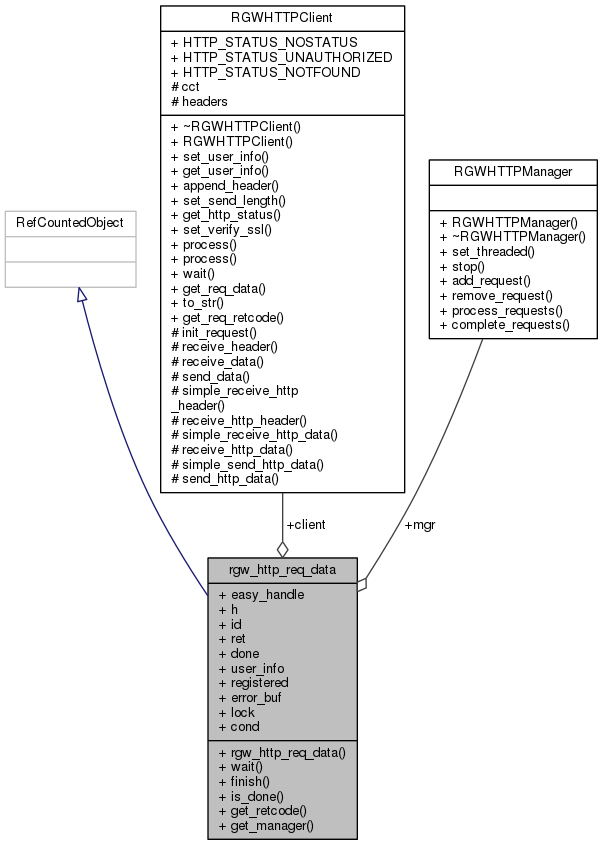 RGWHTTPClient
+ HTTP_STATUS_NOSTATUS
+ HTTP_STATUS_UNAUTHORIZED
+ HTTP_STATUS_NOTFOUND
# cct
# headers
+ ~RGWHTTPClient()
+ RGWHTTPClient()
+ set_user_info()
+ get_user_info()
+ append_header()
+ set_send_length()
+ get_http_status()
+ set_verify_ssl()
+ process()
+ process()
+ wait()
+ get_req_data()
+ to_str()
+ get_req_retcode()
# init_request()
# receive_header()
# receive_data()
# send_data()
# simple_receive_http
_header()
# receive_http_header()
# simple_receive_http_data()
# receive_http_data()
# simple_send_http_data()
# send_http_data()
RGWHTTPManager
+ RGWHTTPManager()
+ ~RGWHTTPManager()
+ set_threaded()
+ stop()
+ add_request()
+ remove_request()
+ process_requests()
+ complete_requests()
RefCountedObject
+client
+mgr
rgw_http_req_data
+ easy_handle
+ h
+ id
+ ret
+ done
+ user_info
+ registered
+ error_buf
+ lock
+ cond
+ rgw_http_req_data()
+ wait()
+ finish()
+ is_done()
+ get_retcode()
+ get_manager()